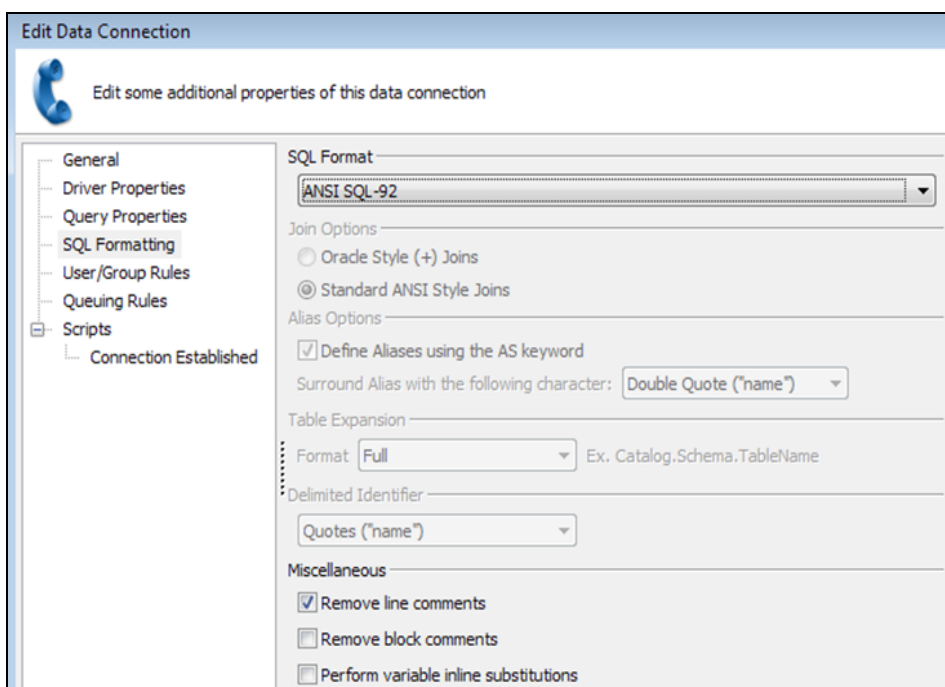 Edit Data Connection
Edit some additional properties of this data connection
General
Driver Properties
Query Properties
SQL Formatting
User/Group Rules
Queuing Rules
Scripts
Connection Established
SQL Format
ANSI SQL-92
Join Options
Oracle Style (+) Joins
Standard ANSI Style Joins
Alias Options
Define Aliases using the AS keyword
Surround Alias with the following character: Double Quote ("name")
Table Expansion
Format Full Ex. Catalog.Schema.TableName
Delimited Identifier
Quotes ("name")
Miscellaneous
Remove line comments
Remove block comments
Perform variable inline substitutions